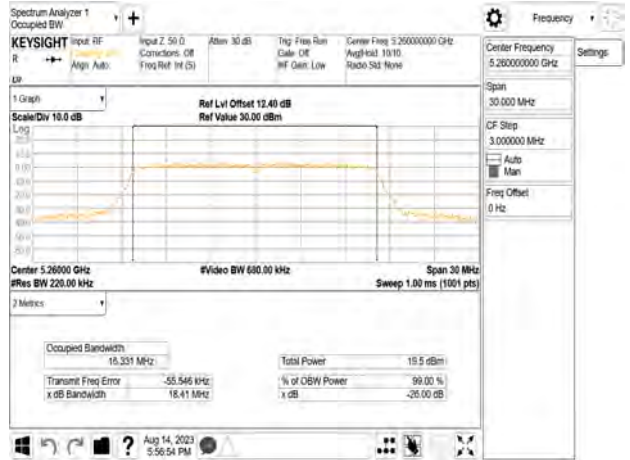 Spectrum Analyzer 1
Occupied BW
+
Frequency
KEYSIGHT
R
Input: RF
Align: Auto
Input Z: 50 Ω
Corrections: Off
Freq Ref: Int (S)
Atten: 30 dB
Trig: Free Run
Gate: Off
#IF Gain: Low
Center Freq: 5.260000000 GHz
Avg|Hold: 10/10
Radio Std: None
Center Frequency
5.260000000 GHz
Settings
Span
30.000 MHz
CF Step
3.000000 MHz
Auto
Man
Freq Offset
0 Hz
1 Graph
Scale/Div 10.0 dB
Log
Ref Lvl Offset 12.40 dB
Ref Value 30.00 dBm
0.00
Center 5.26000 GHz
#Res BW 220.00 kHz
#Video BW 680.00 kHz
Span 30 MHz
Sweep 1.00 ms (1001 pts)
2 Metrics
Occupied Bandwidth
16.331 MHz
Total Power
19.5 dBm
Transmit Freq Error
-55.546 kHz
% of OBW Power
99.00 %
x dB Bandwidth
18.41 MHz
x dB
-26.00 dB
?
Aug 14, 2023
5:56:54 PM